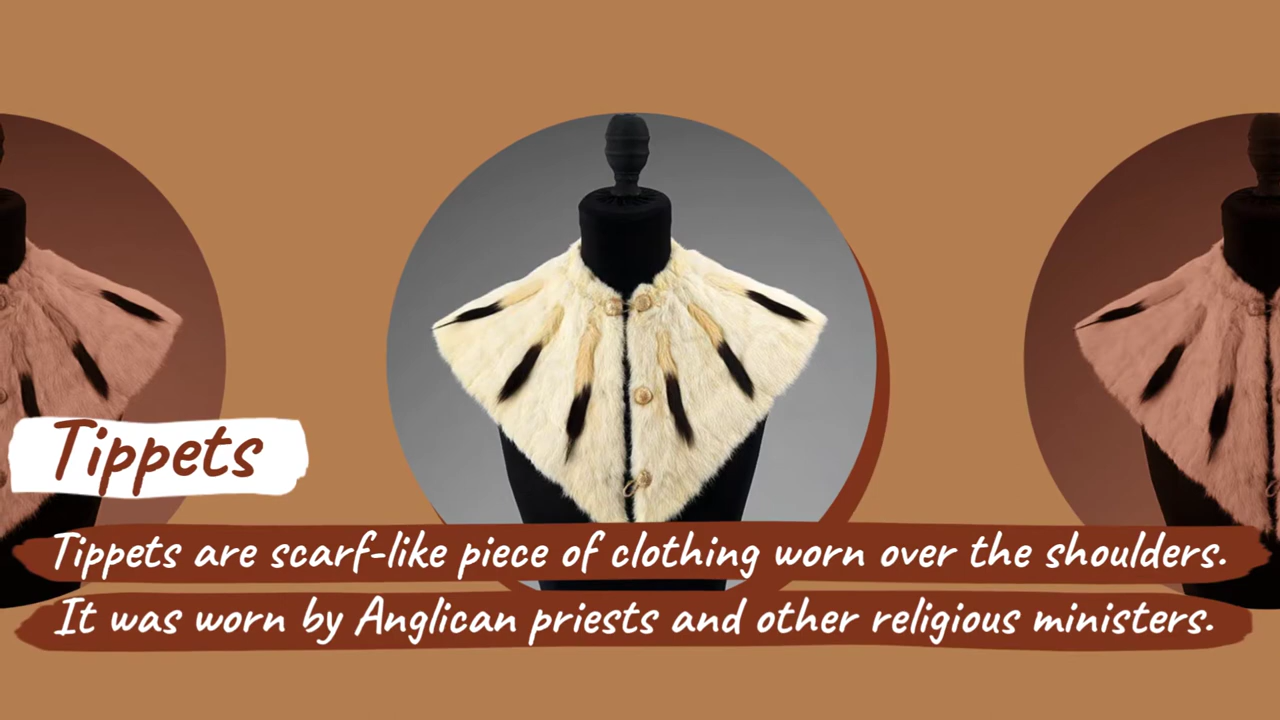 Tippets
Tippets are scarf-like piece of clothing worn over the shoulders.
It was worn by Anglican priests and other religious ministers.